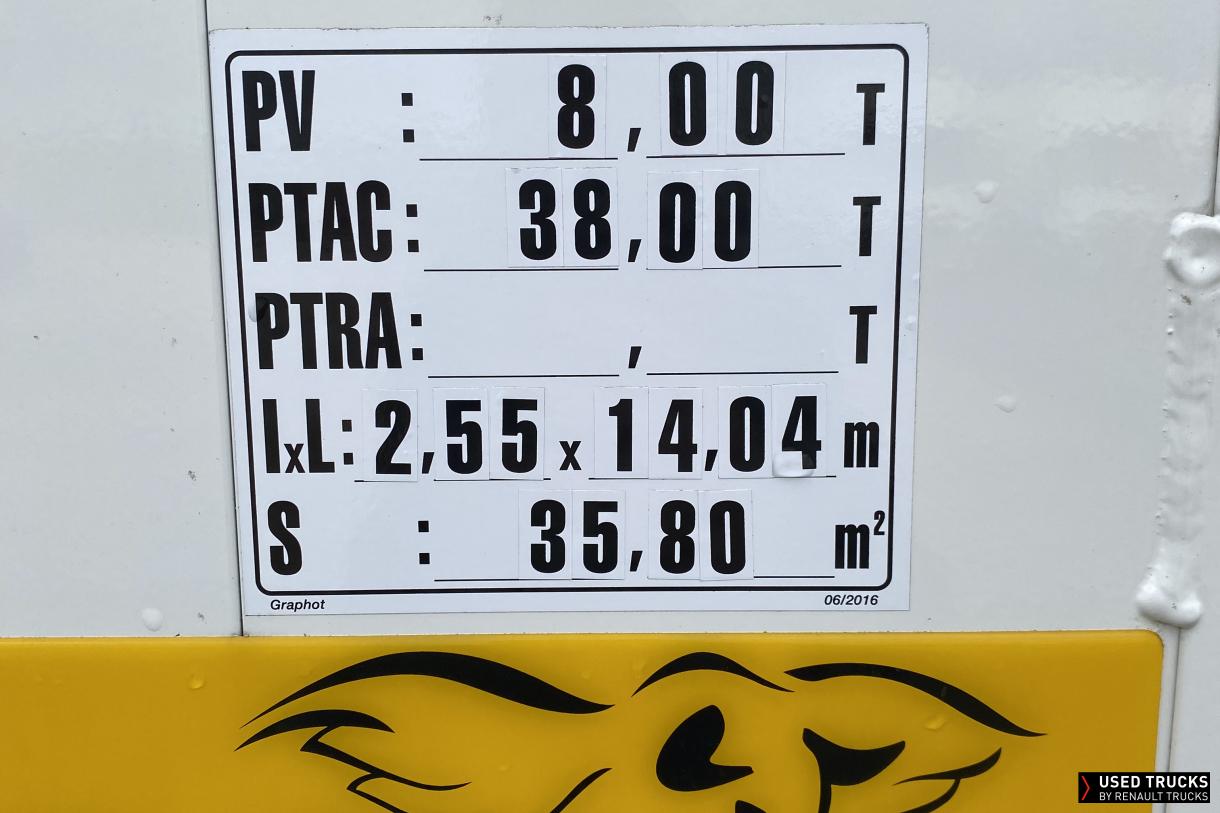 PV : 8,00 T
PTAC : 38,00 T
PTRA : , T
lxL : 2,55 x 14,04 m
S : 35,80 m²
Graphot 06/2016
USED TRUCKS
BY RENAULT TRUCKS